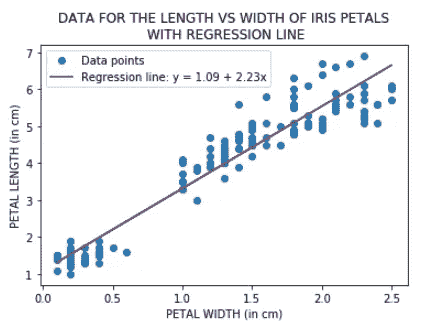 DATA FOR THE LENGTH VS WIDTH OF IRIS PETALS
WITH REGRESSION LINE
Data points
Regression line: y = 1.09 + 2.23x
PETAL LENGTH (in cm)
7
6
5
4
3
2
1
0.0 0.5 1.0 1.5 2.0 2.5
PETAL WIDTH (in cm)